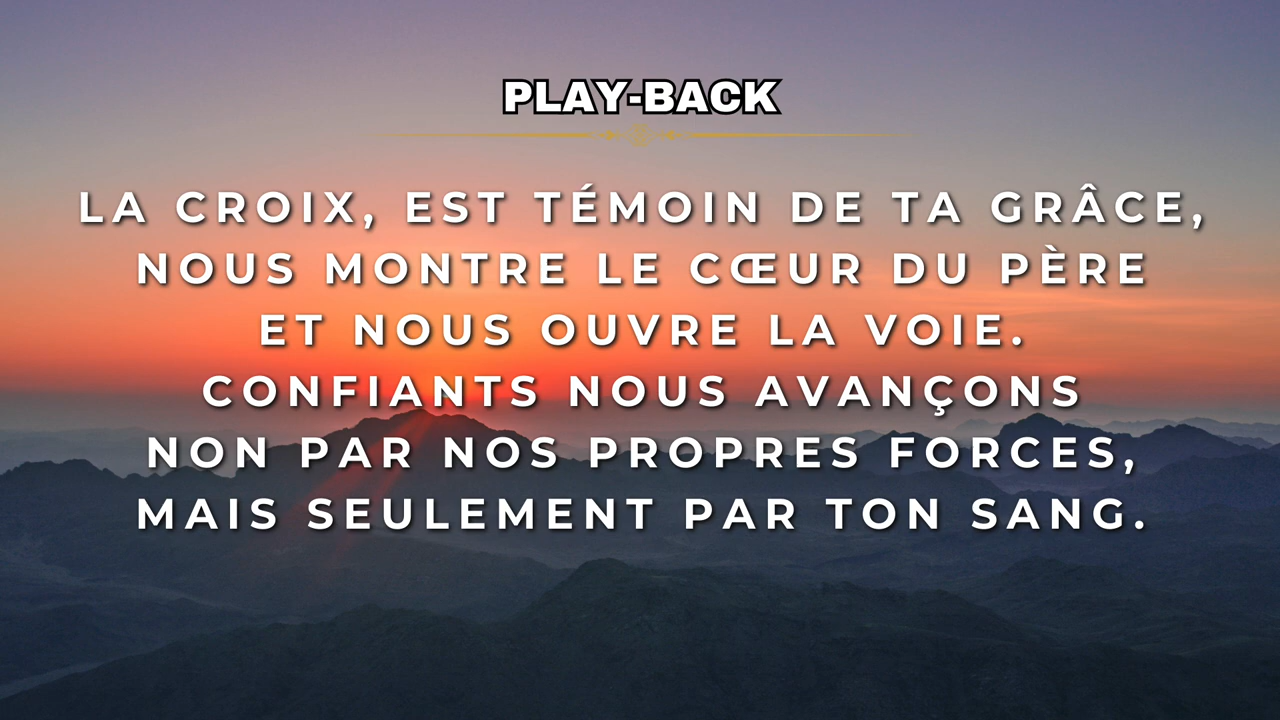 PLAY-BACK
LA CROIX, EST TÉMOIN DE TA GRÂCE,
NOUS MONTRE LE CŒUR DU PÈRE
ET NOUS OUVRE LA VOIE.
CONFIANTS NOUS AVANÇONS
NON PAR NOS PROPRES FORCES,
MAIS SEULEMENT PAR TON SANG.